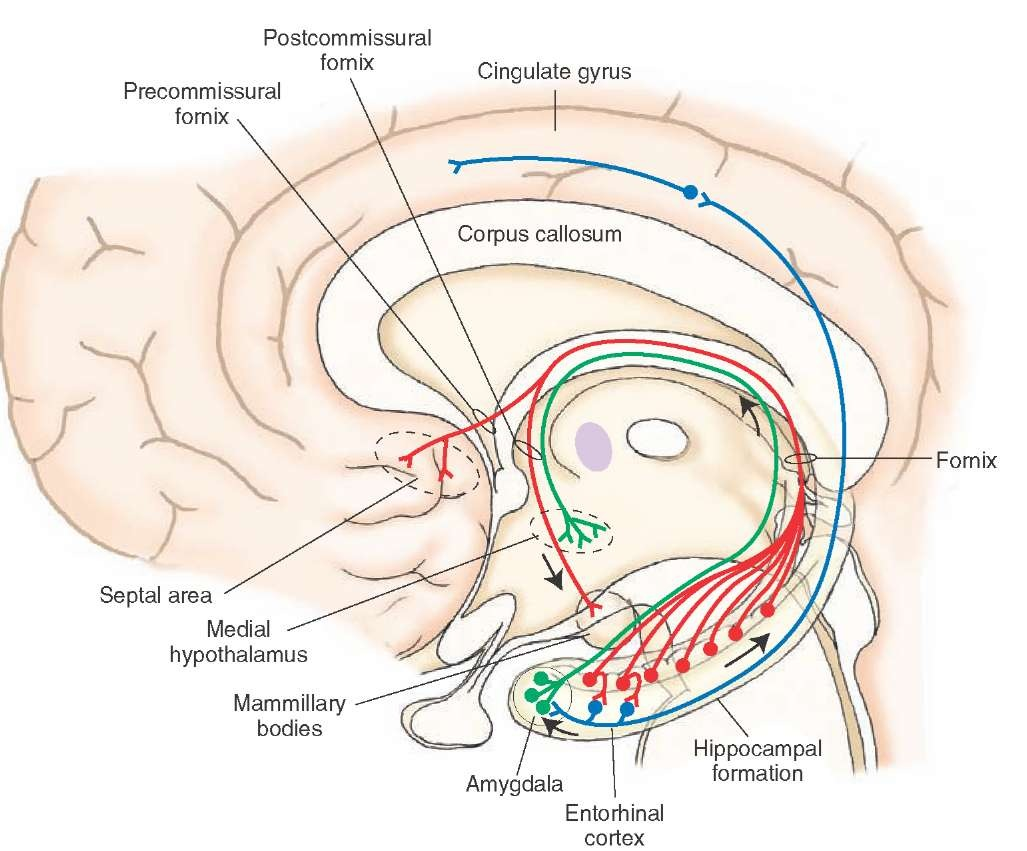 Postcommissural
fornix
Cingulate gyrus
Precommissural
fornix
Corpus callosum
Fornix
Septal area
Medial
hypothalamus
Mammillary
bodies
Hippocampal
formation
Amygdala
Entorhinal
cortex